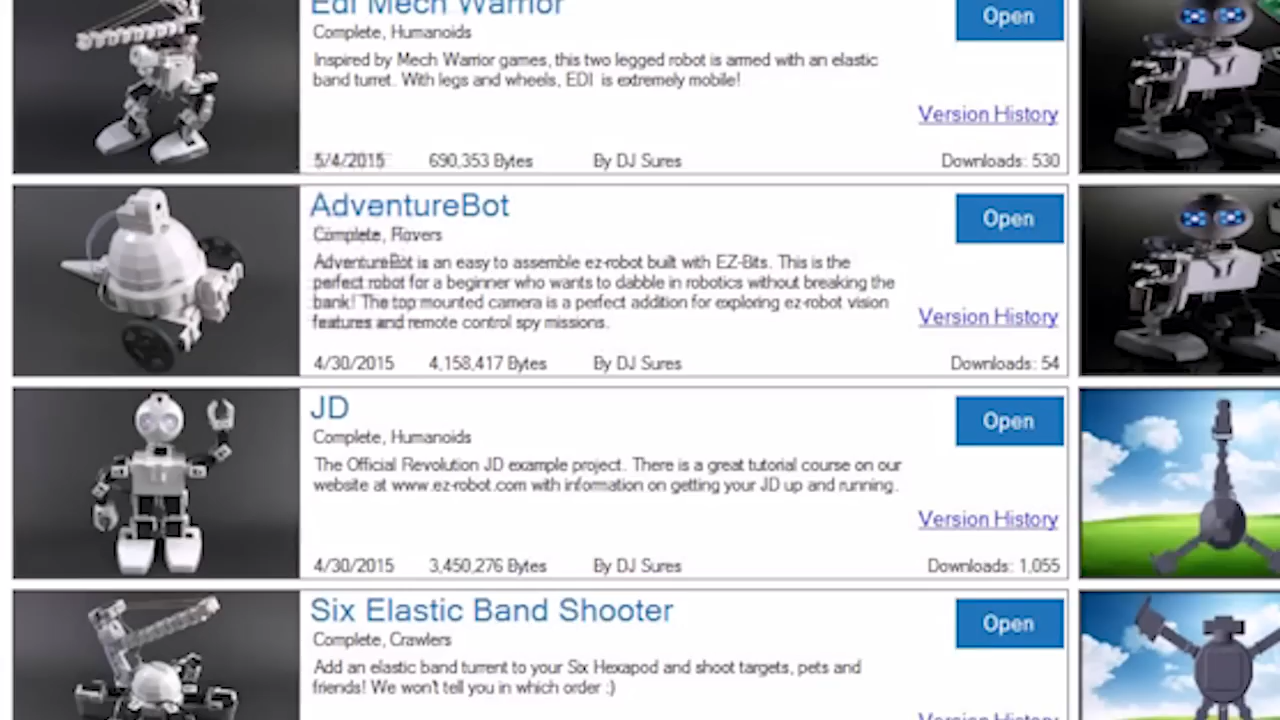 Edi Mech Warrior
Complete, Humanoids
Open
Inspired by Mech Warrior games, this two legged robot is armed with an elastic
band turret. With legs and wheels, EDI is extremely mobile!
Version History
5/4/2015 690,353 Bytes By DJ Sures Downloads: 530
AdventureBot
Open
Complete, Rovers
AdventureBot is an easy to assemble ez-robot built with EZ-Bits. This is the
perfect robot for a beginner who wants to dabble in robotics without breaking the
bank! The top mounted camera is a perfect addition for exploring ez-robot vision
features and remote control spy missions.
Version History
4/30/2015 4,158,417 Bytes By DJ Sures Downloads: 54
JD
Open
Complete, Humanoids
The Official Revolution JD example project. There is a great tutorial course on our
website at www.ez-robot.com with information on getting your JD up and running.
Version History
4/30/2015 3,450,276 Bytes By DJ Sures Downloads: 1,055
Six Elastic Band Shooter
Open
Complete, Crawlers
Add an elastic band turrent to your Six Hexapod and shoot targets, pets and
friends! We won't tell you in which order :)
Version History